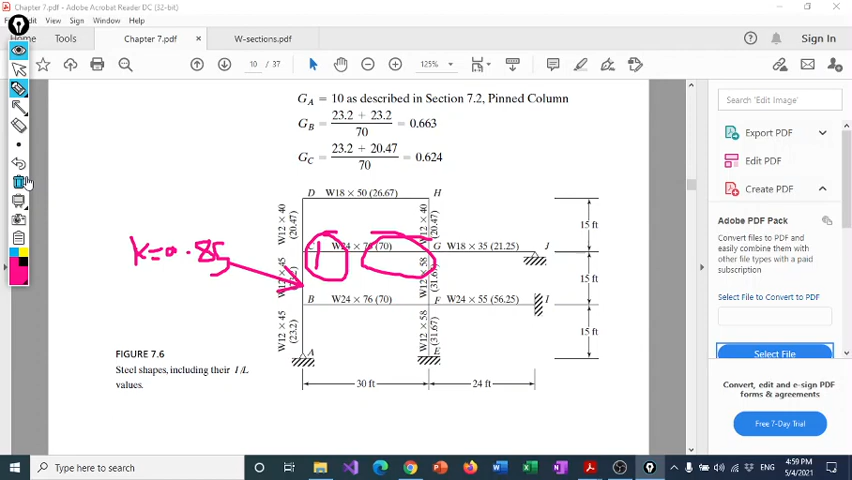 Chapter 7.pdf - Adobe Acrobat Reader DC (32-bit)
View Sign Window Help
Home Tools Chapter 7.pdf × W-sections.pdf Sign In
10 / 37 125%
G_A = 10 as described in Section 7.2, Pinned Column
G_B = 23.2 + 23.2 / 70 = 0.663
G_C = 23.2 + 20.47 / 70 = 0.624
D W18 × 50 (26.67) H
W12 × 40 (20.47) W12 × 40 (20.47) 15 ft
C W24 × 76 (70) G W18 × 35 (21.25) J
K=0.85 1
W12 × 45 (23.2) W12 × 58 (31.67) 15 ft
B W24 × 76 (70) F W24 × 55 (56.25) I
W12 × 45 (23.2) W12 × 58 (31.67) 15 ft
A E
30 ft 24 ft
FIGURE 7.6
Steel shapes, including their I/L
values.
Search 'Edit Image'
Export PDF
Edit PDF
Create PDF
Adobe PDF Pack
Convert files to PDF and
easily combine them with
other file types with a paid
subscription
Select File to Convert to PDF
Select File
Convert, edit and e-sign PDF
forms & agreements
Free 7-Day Trial
Type here to search
ENG
4:59 PM
5/4/2021